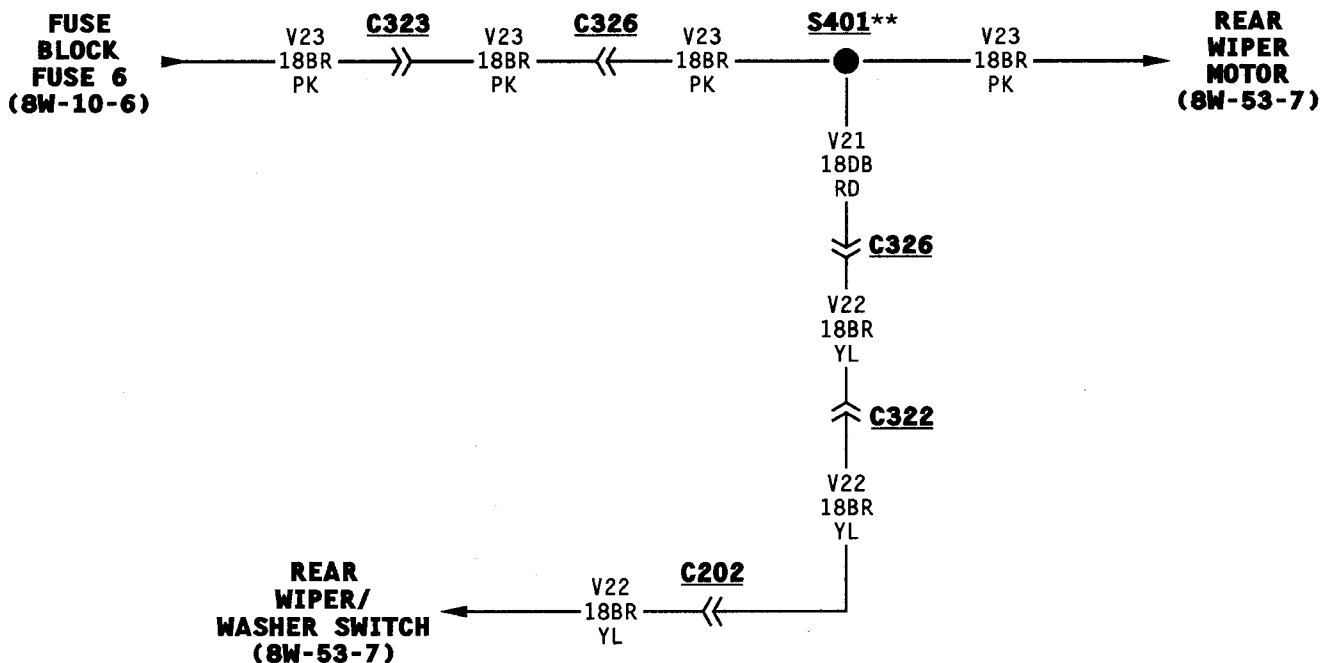 FUSE
BLOCK
FUSE 6
(8W-10-6)
V23
18BR
PK
C323
V23
18BR
PK
C326
V23
18BR
PK
S401**
V23
18BR
PK
REAR
WIPER
MOTOR
(8W-53-7)
V21
18DB
RD
C326
V22
18BR
YL
C322
V22
18BR
YL
C202
V22
18BR
YL
REAR
WIPER/
WASHER SWITCH
(8W-53-7)